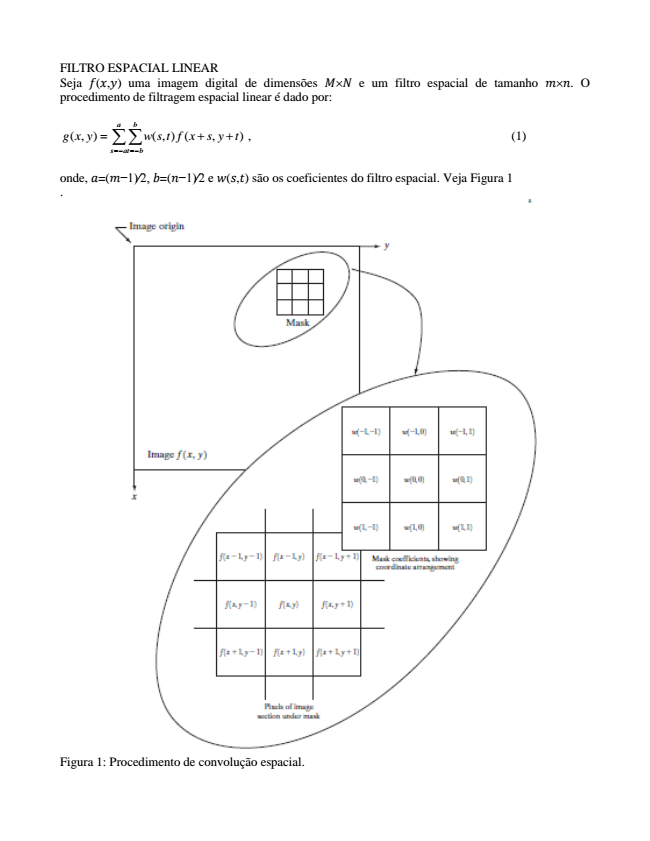 FILTRO ESPACIAL LINEAR
Seja f(x,y) uma imagem digital de dimensões M×N e um filtro espacial de tamanho m×n. O
procedimento de filtragem espacial linear é dado por:
g(x, y) = ∑_{s=−a}^{a} ∑_{t=−b}^{b} w(s,t) f(x+s, y+t) , (1)
onde, a=(m−1)⁄2, b=(n−1)⁄2 e w(s,t) são os coeficientes do filtro espacial. Veja Figura 1
.
Image origin
y
Mask
Image f(x, y)
x
w(−1,−1) w(−1,0) w(−1,1)
w(0,−1) w(0,0) w(0,1)
w(1,−1) w(1,0) w(1,1)
Mask coefficients, showing
coordinate arrangement
f(x−1,y−1) f(x−1,y) f(x−1,y+1)
f(x,y−1) f(x,y) f(x,y+1)
f(x+1,y−1) f(x+1,y) f(x+1,y+1)
Pixels of image
section under mask
Figura 1: Procedimento de convolução espacial.